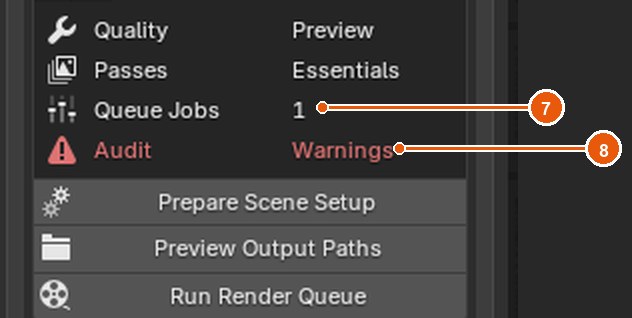 Quality Preview
Passes Essentials
Queue Jobs 1 7
Audit Warnings 8
Prepare Scene Setup
Preview Output Paths
Run Render Queue